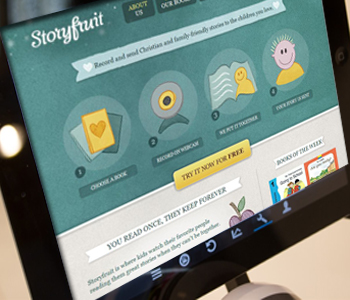 Storyfruit
ABOUT US
OUR BOOKS
Record and send Christian and family-friendly stories to the children you love.
1
CHOOSE A BOOK
2
RECORD ON WEBCAM
3
WE PUT IT TOGETHER
4
YOUR STORY IS SENT
TRY IT NOW FOR FREE
YOU READ ONCE, THEY KEEP FOREVER
Storyfruit is where kids watch their favorite people
reading them great stories when they can't be together.
BOOKS OF THE WEEK!